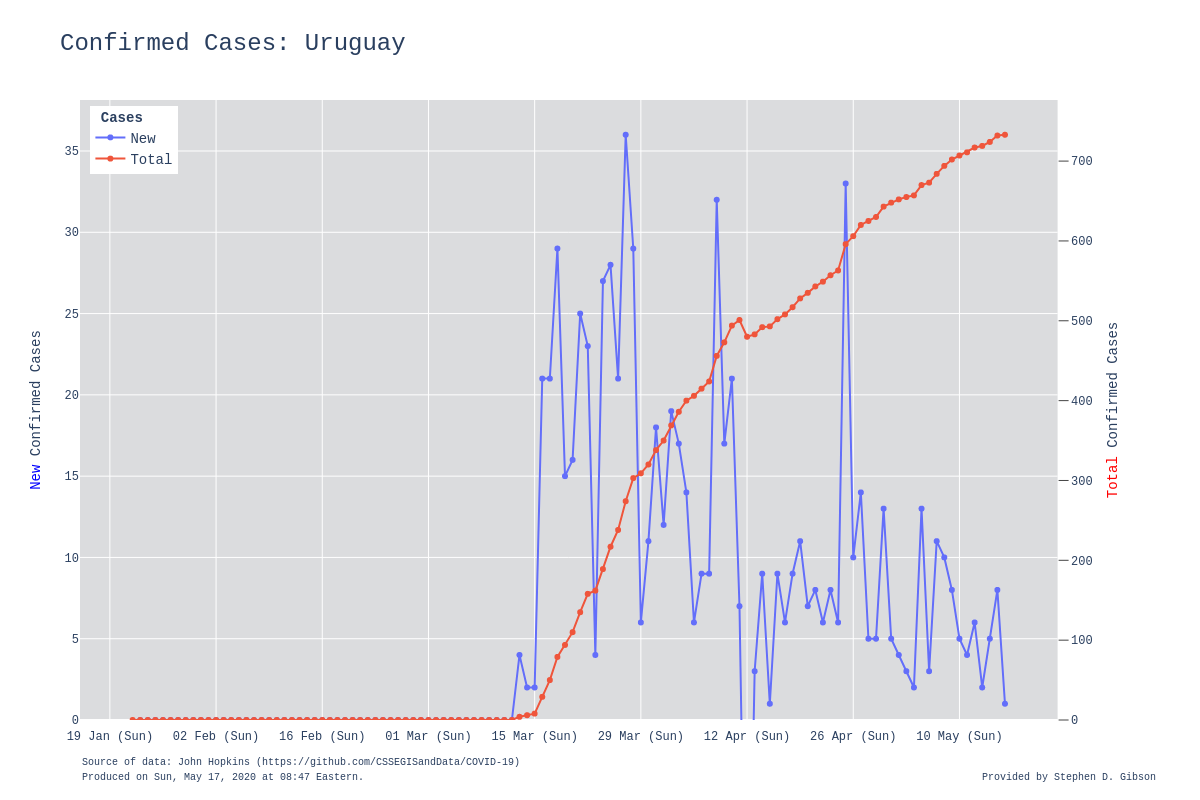 Confirmed Cases: Uruguay
Cases
New
Total
35
30
25
20
15
10
5
0
700
600
500
400
300
200
100
0
New Confirmed Cases
Total Confirmed Cases
19 Jan (Sun) 02 Feb (Sun) 16 Feb (Sun) 01 Mar (Sun) 15 Mar (Sun) 29 Mar (Sun) 12 Apr (Sun) 26 Apr (Sun) 10 May (Sun)
Source of data: John Hopkins (https://github.com/CSSEGISandData/COVID-19)
Produced on Sun, May 17, 2020 at 08:47 Eastern.
Provided by Stephen D. Gibson